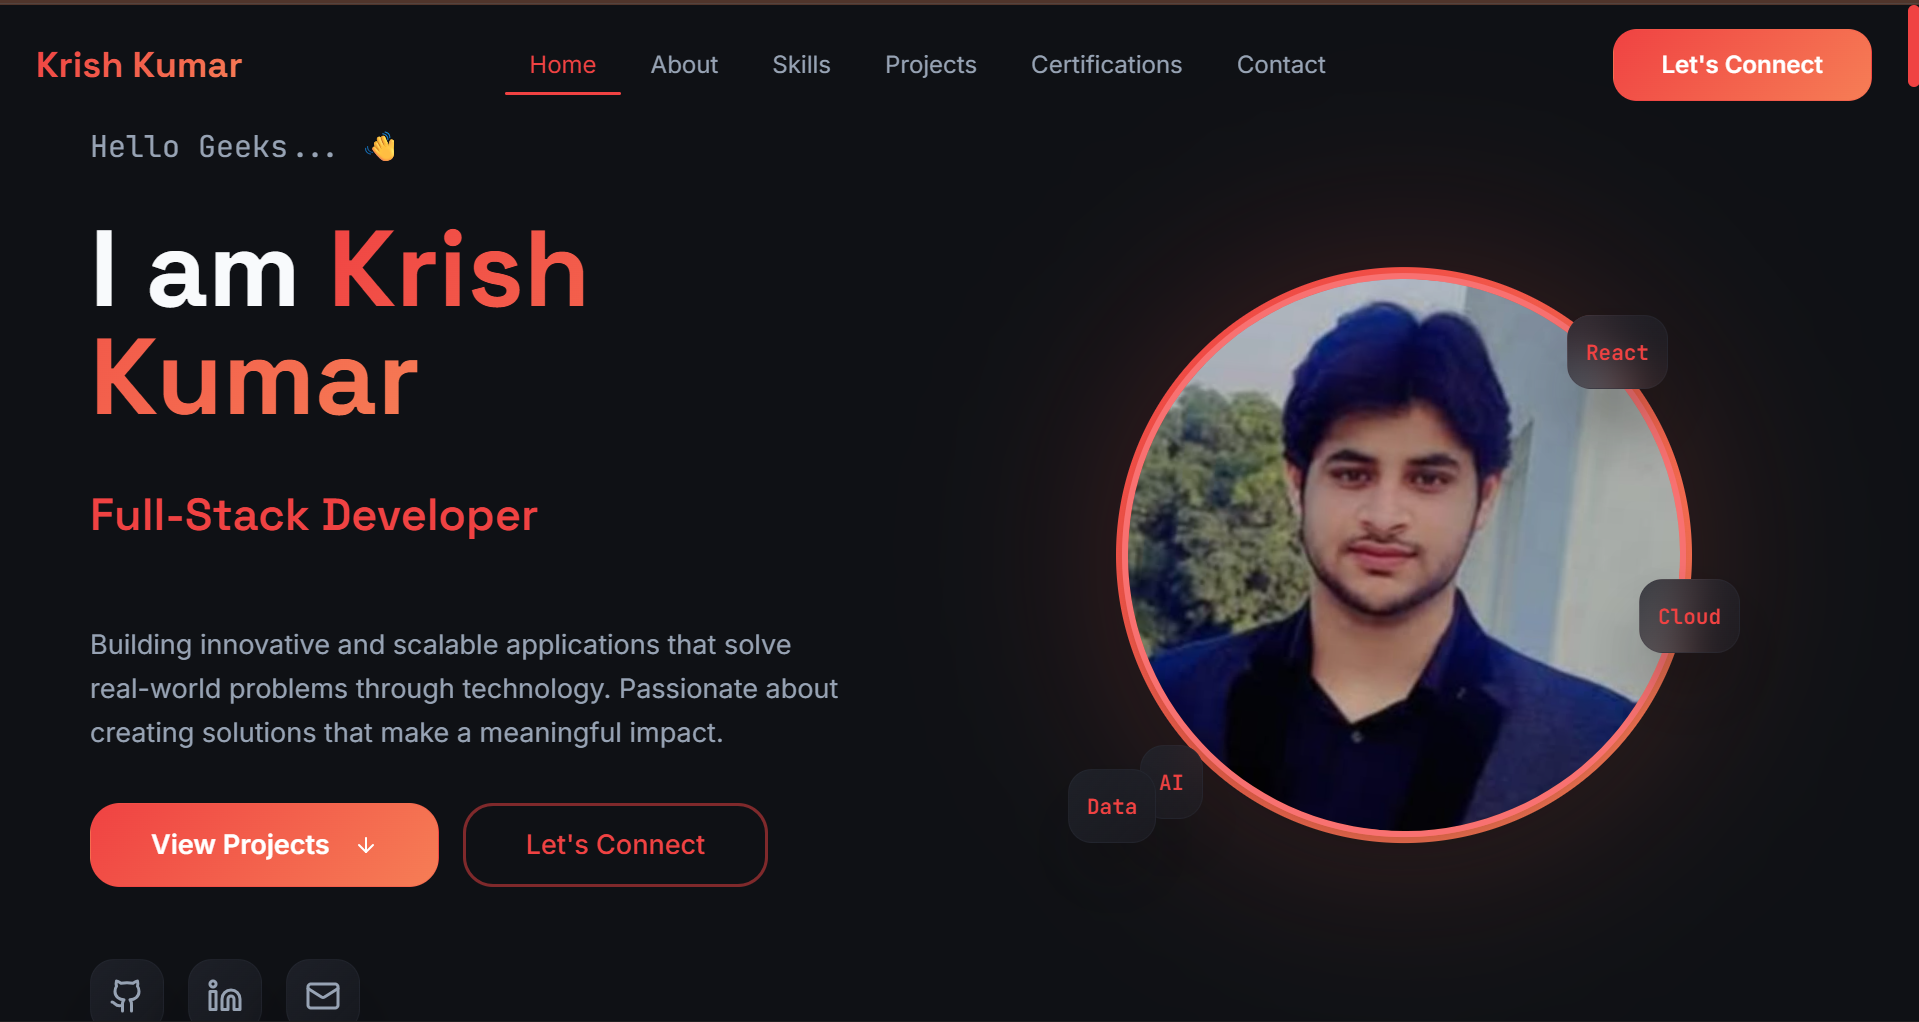 Krish Kumar
Home About Skills Projects Certifications Contact
Let's Connect
Hello Geeks... 👋
I am Krish
Kumar
Full-Stack Developer
Building innovative and scalable applications that solve
real-world problems through technology. Passionate about
creating solutions that make a meaningful impact.
View Projects ↓
Let's Connect
React
Cloud
AI
Data